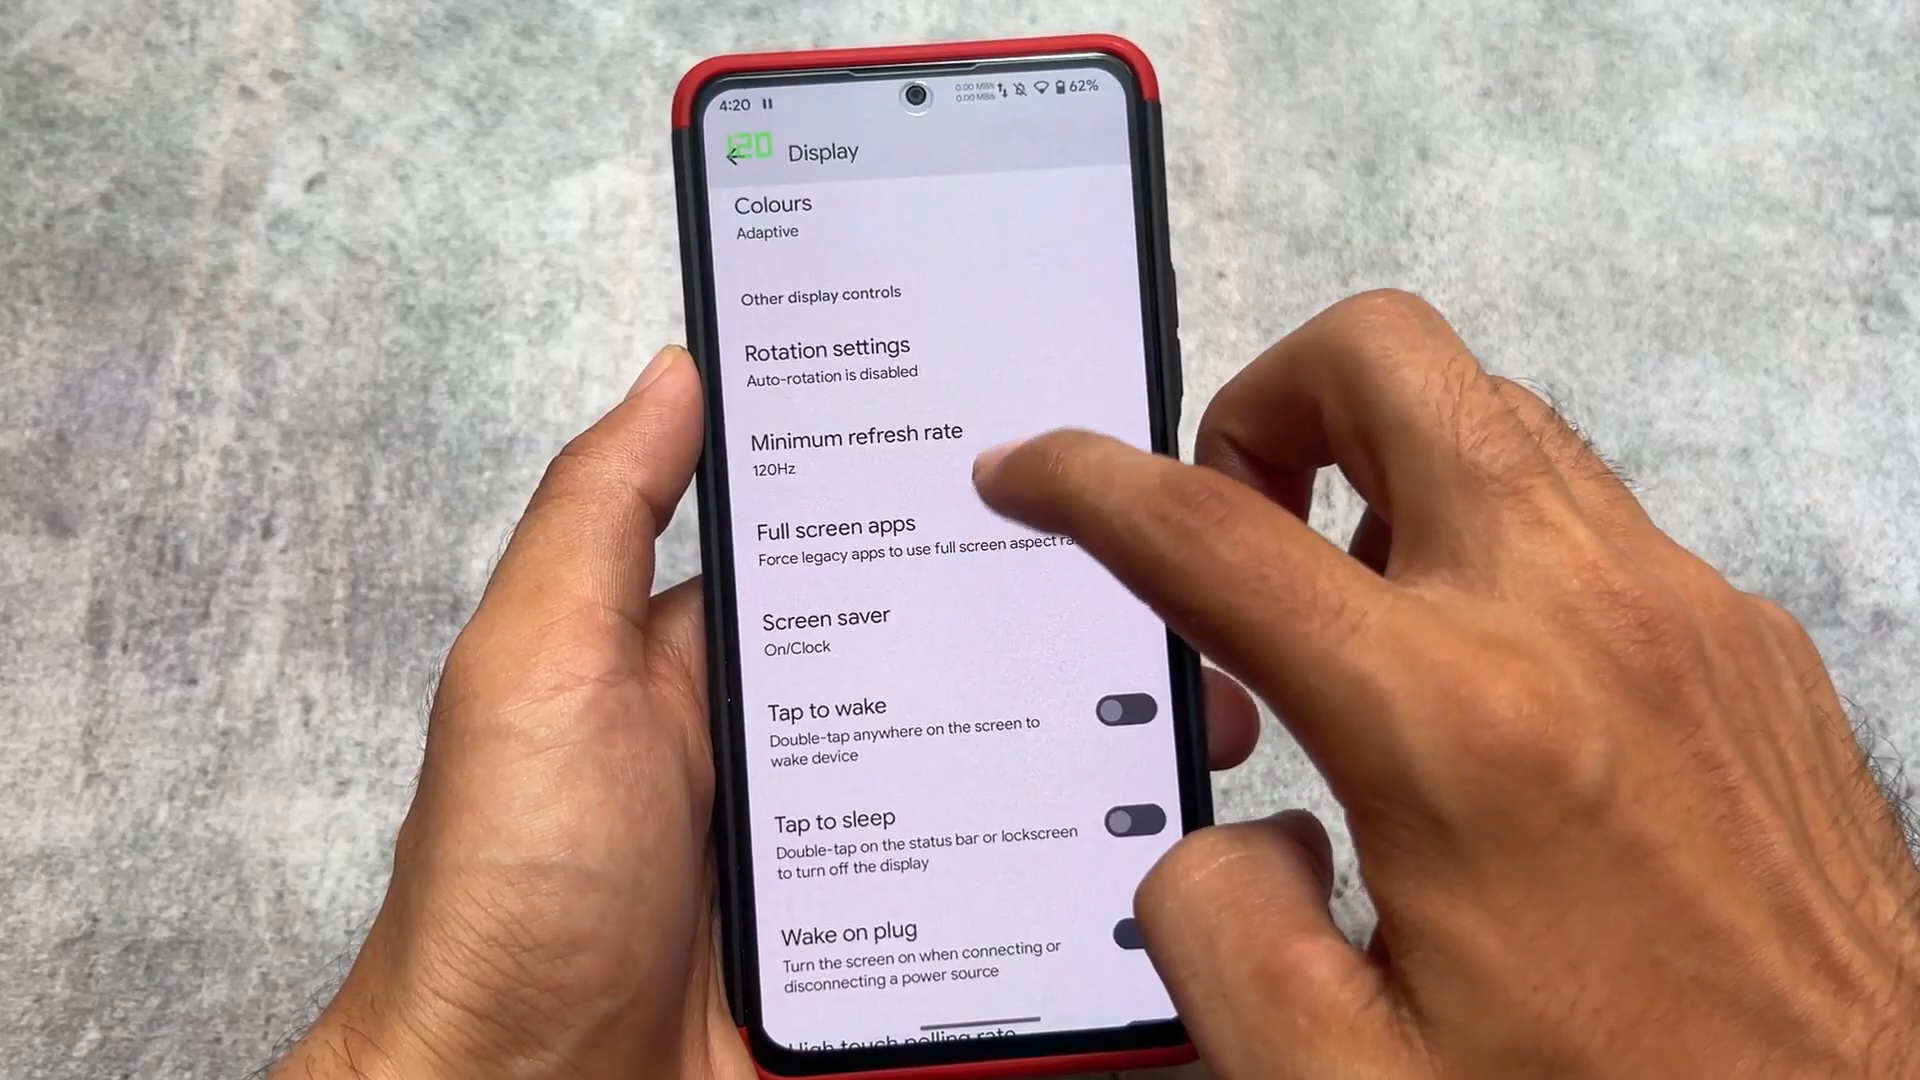 4:20
0.00 MB/s
0.00 MB/s
62%
120
Display
Colours
Adaptive
Other display controls
Rotation settings
Auto-rotation is disabled
Minimum refresh rate
120Hz
Full screen apps
Force legacy apps to use full screen aspect ra
Screen saver
On/Clock
Tap to wake
Double-tap anywhere on the screen to
wake device
Tap to sleep
Double-tap on the status bar or lockscreen
to turn off the display
Wake on plug
Turn the screen on when connecting or
disconnecting a power source
High touch polling rate